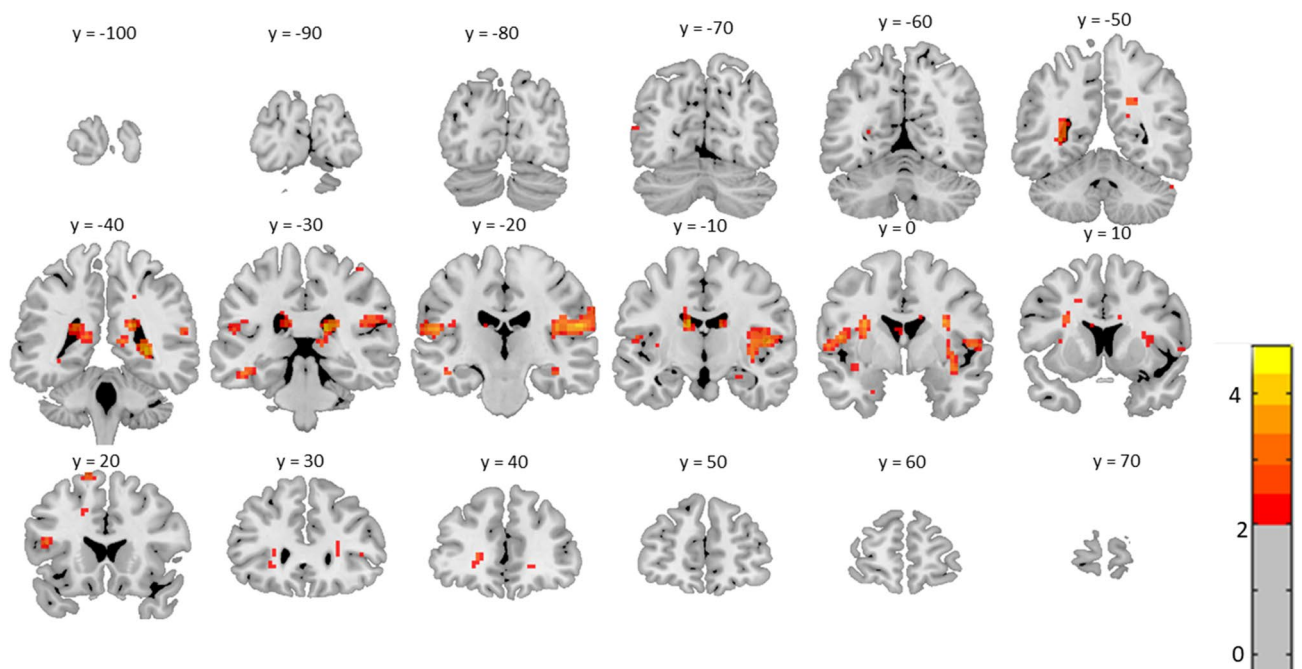 y = -100
y = -90
y = -80
y = -70
y = -60
y = -50
y = -40
y = -30
y = -20
y = -10
y = 0
y = 10
y = 20
y = 30
y = 40
y = 50
y = 60
y = 70
4
2
0